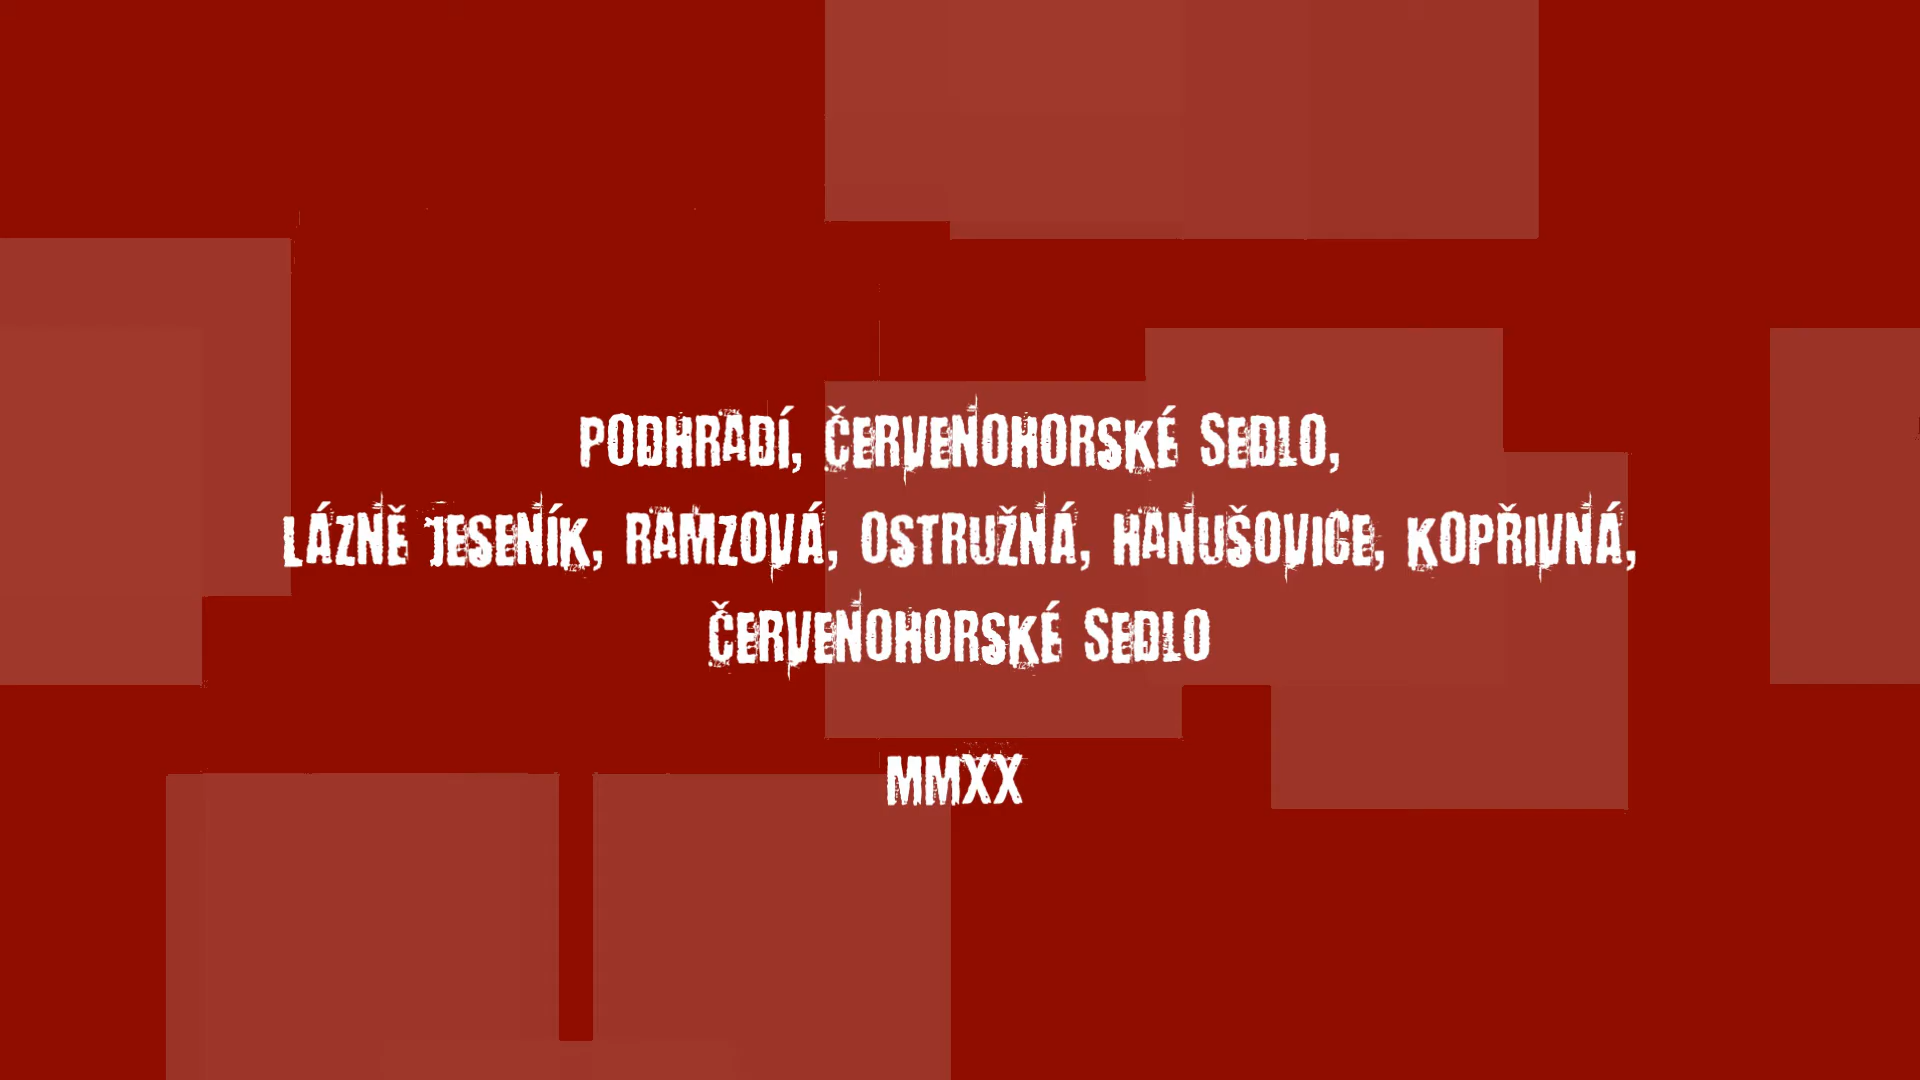 PODHRADÍ, ČERVENOHORSKÉ SEDLO,
LÁZNĚ JESENÍK, RAMZOVÁ, OSTRUŽNÁ, HANUŠOVICE, KOPŘIVNÁ,
ČERVENOHORSKÉ SEDLO
MMXX